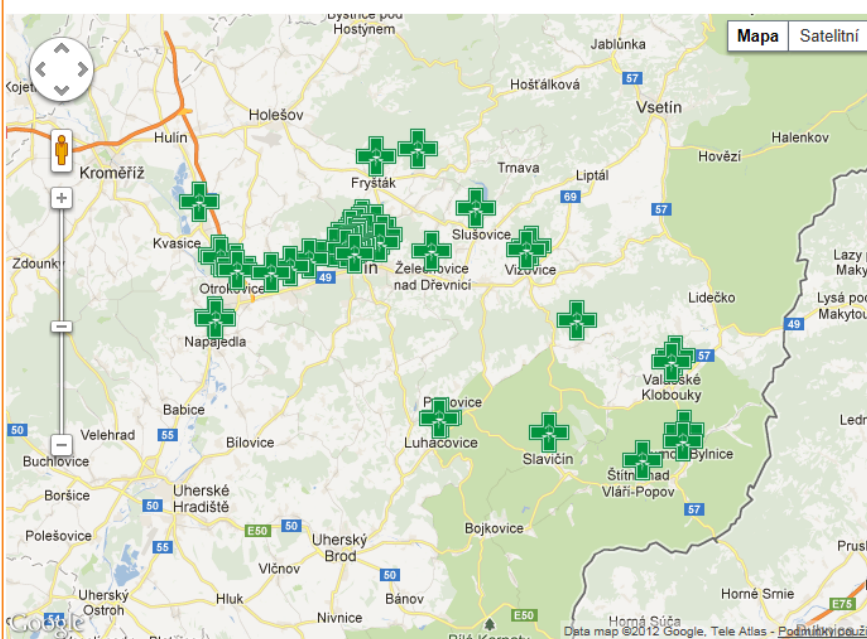 Bystřice pod
Hostýnem
Mapa
Satelitní
Jablůnka
57
Hošťálková
Holešov
Vsetín
Hulín
Halenkov
Hovězí
Kroměříž
Trnava
Fryšták
Liptál
69
57
Kvasice
Slušovice
Zdounky
Želechovice
nad Dřevnicí
Vizovice
Otrokovice
49
Lidečko
49
Napajedla
57
Valašské
Klobouky
Babice
Luhačovice
50
Velehrad
55
Bilovice
Slavičín
Buchlovice
Štítná nad
Vláří-Popov
Boršice
Uherské
Hradiště
50
57
E50
50
Bojkovice
Polešovice
55
Uherský
Brod
Vlčnov
50
Uherský
Ostroh
Hluk
Bánov
Horné Srnie
E75
Nivnice
E50
Horná Súča
Google
Data map ©2012 Google, Tele Atlas -